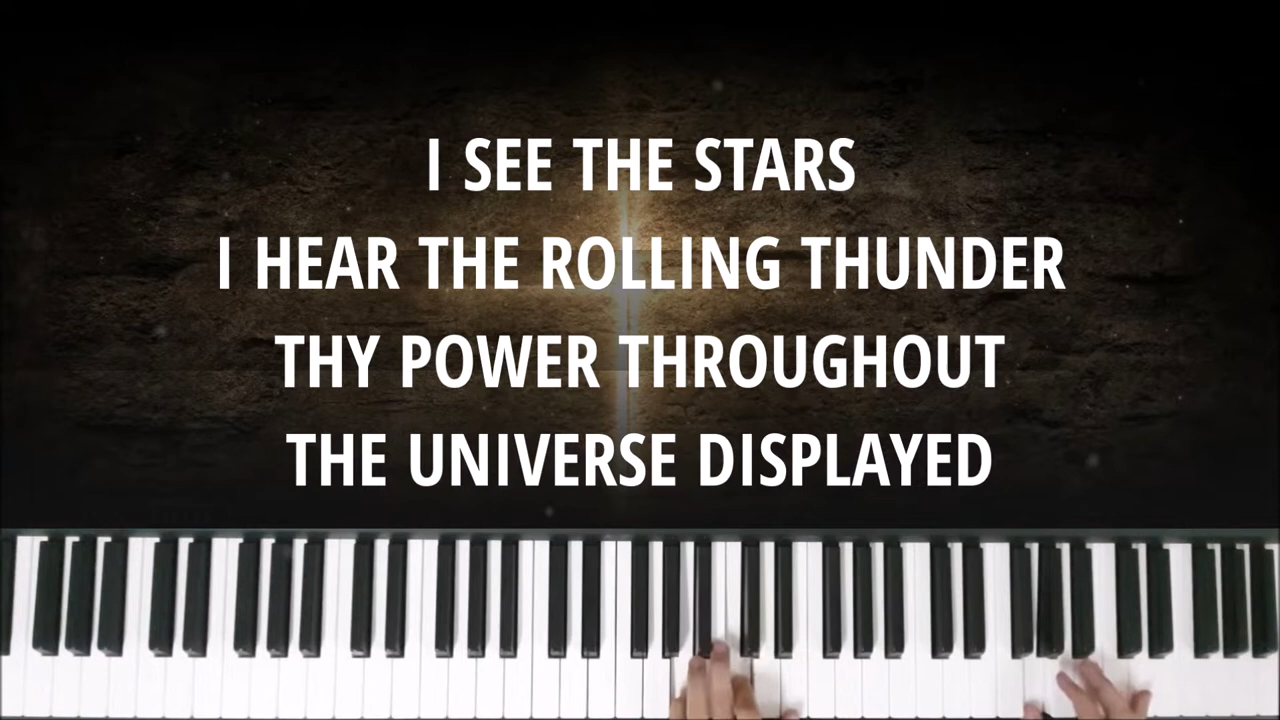 I SEE THE STARS
I HEAR THE ROLLING THUNDER
THY POWER THROUGHOUT
THE UNIVERSE DISPLAYED